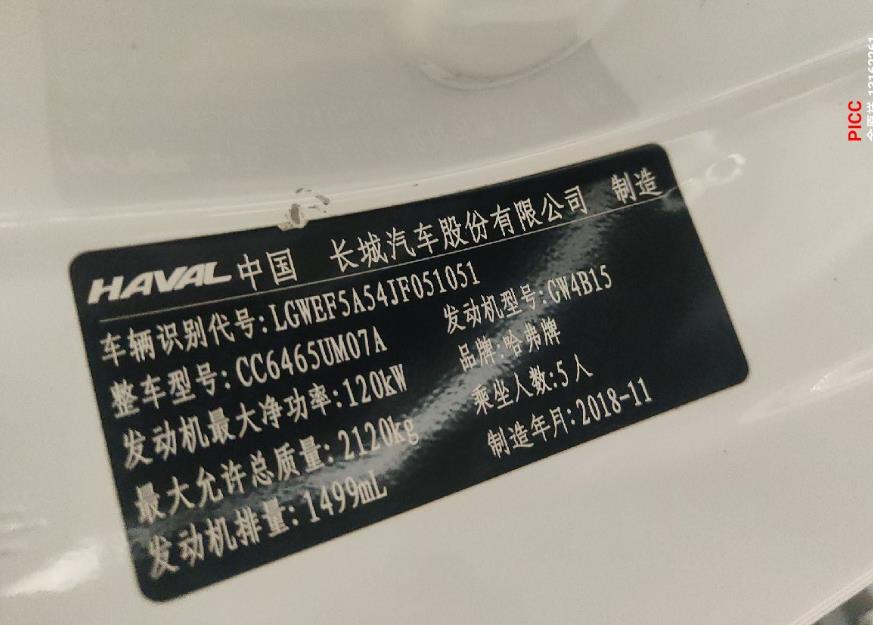 HAVAL 中国 长城汽车股份有限公司 制造
车辆识别代号:LGWEF5A54JF051051
整车型号:CC6465UM07A 发动机型号:GW4B15
发动机最大净功率:120kW 品牌:哈弗牌
最大允许总质量:2120kg 乘坐人数:5人
发动机排量:1499mL 制造年月:2018-11
PICC